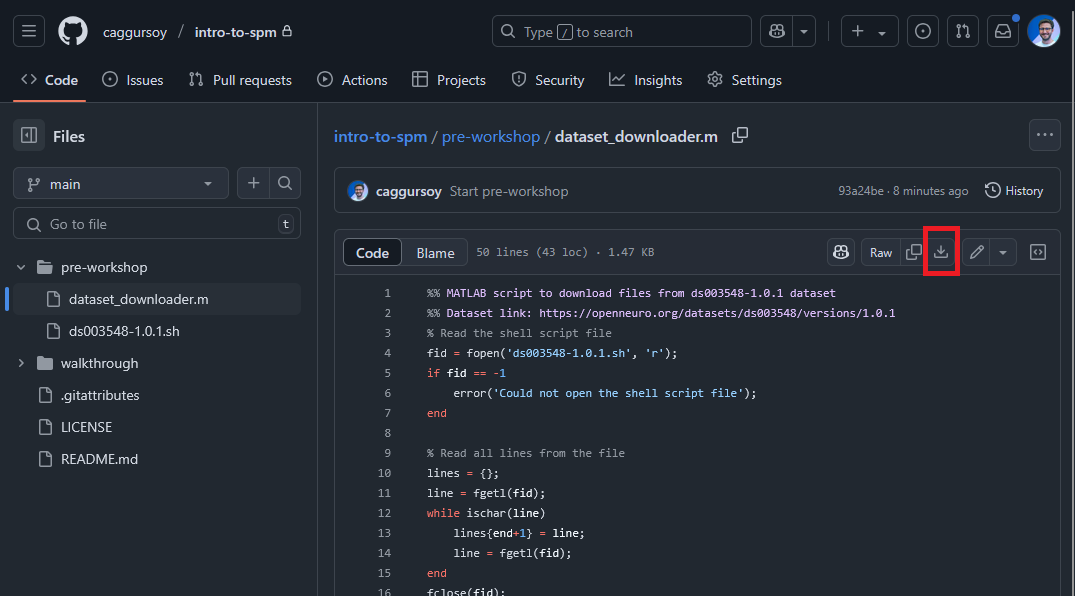 caggursoy / intro-to-spm
Type / to search
Code
Issues
Pull requests
Actions
Projects
Security
Insights
Settings
Files
main
Go to file
t
pre-workshop
dataset_downloader.m
ds003548-1.0.1.sh
walkthrough
.gitattributes
LICENSE
README.md
intro-to-spm / pre-workshop / dataset_downloader.m
caggursoy Start pre-workshop
93a24be · 8 minutes ago
History
Code
Blame
50 lines (43 loc) · 1.47 KB
Raw
1 %% MATLAB script to download files from ds003548-1.0.1 dataset
2 %% Dataset link: https://openneuro.org/datasets/ds003548/versions/1.0.1
3 % Read the shell script file
4 fid = fopen('ds003548-1.0.1.sh', 'r');
5 if fid == -1
6     error('Could not open the shell script file');
7 end
8
9 % Read all lines from the file
10 lines = {};
11 line = fgetl(fid);
12 while ischar(line)
13     lines{end+1} = line;
14     line = fgetl(fid);
15 end
16 fclose(fid);